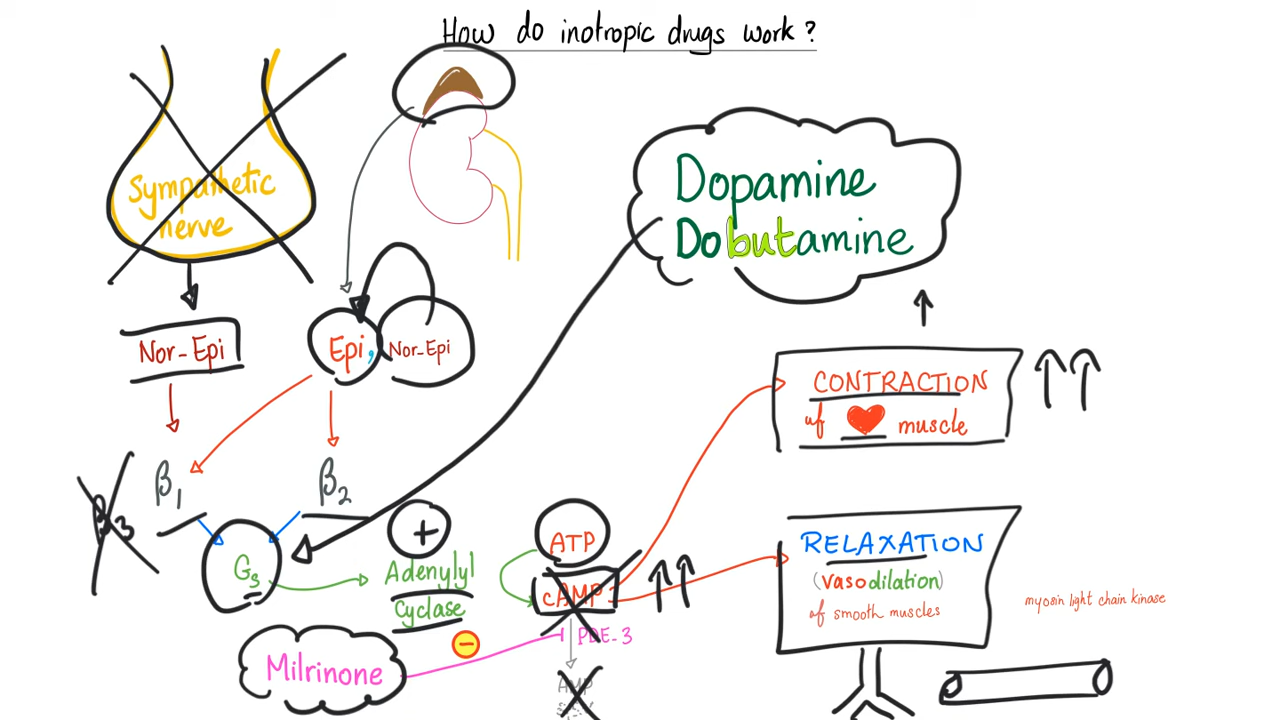 How do inotropic drugs work?
Sympathetic
nerve
Dopamine
Dobutamine
Nor-Epi
Epi, Nor-Epi
CONTRACTION
of ❤ muscle
β1
β2
β3
+
Gs
Adenylyl
Cyclase
ATP
cAMP
RELAXATION
(vasodilation)
of smooth muscles
myosin light chain kinase
−
PDE-3
Milrinone
AMP